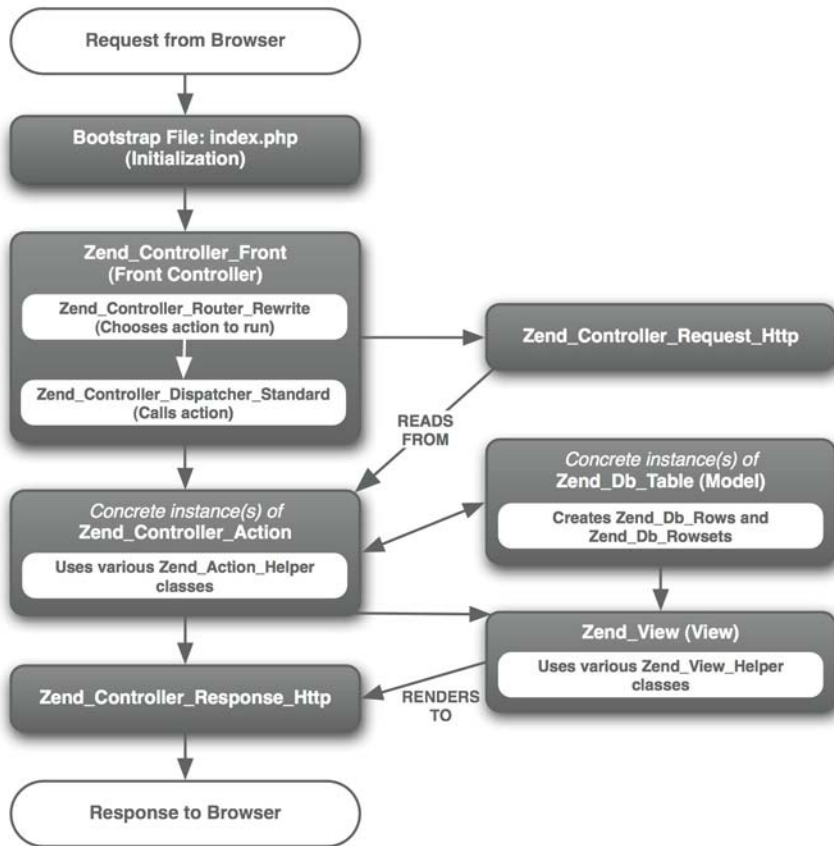 Request from Browser
Bootstrap File: index.php
(Initialization)
Zend_Controller_Front
(Front Controller)
Zend_Controller_Router_Rewrite
(Chooses action to run)
Zend_Controller_Dispatcher_Standard
(Calls action)
Zend_Controller_Request_Http
READS
FROM
Concrete instance(s) of
Zend_Controller_Action
Uses various Zend_Action_Helper
classes
Concrete instance(s) of
Zend_Db_Table (Model)
Creates Zend_Db_Rows and
Zend_Db_Rowsets
Zend_View (View)
Uses various Zend_View_Helper
classes
RENDERS
TO
Zend_Controller_Response_Http
Response to Browser